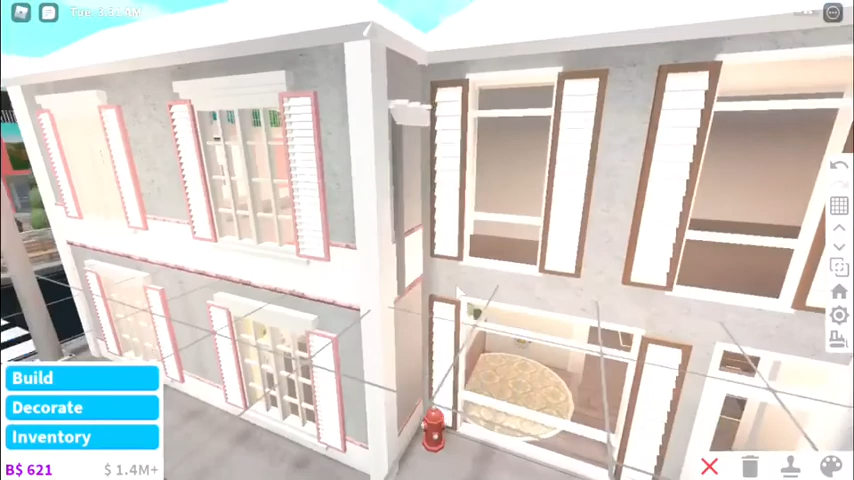 Tue. 3:31 AM
Build
Decorate
Inventory
B$ 621
$ 1.4M+